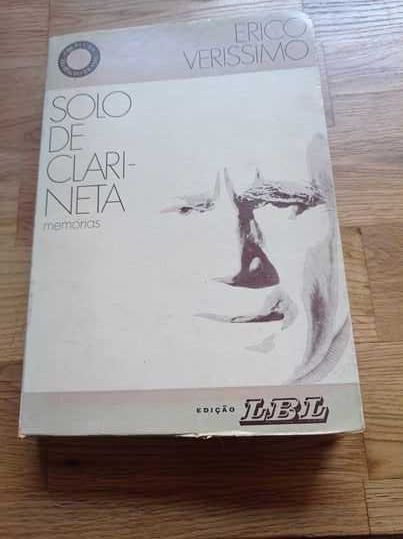 ERICO
VERISSIMO
SOLO
DE
CLARI-
NETA
memórias
EDIÇÃO LBL